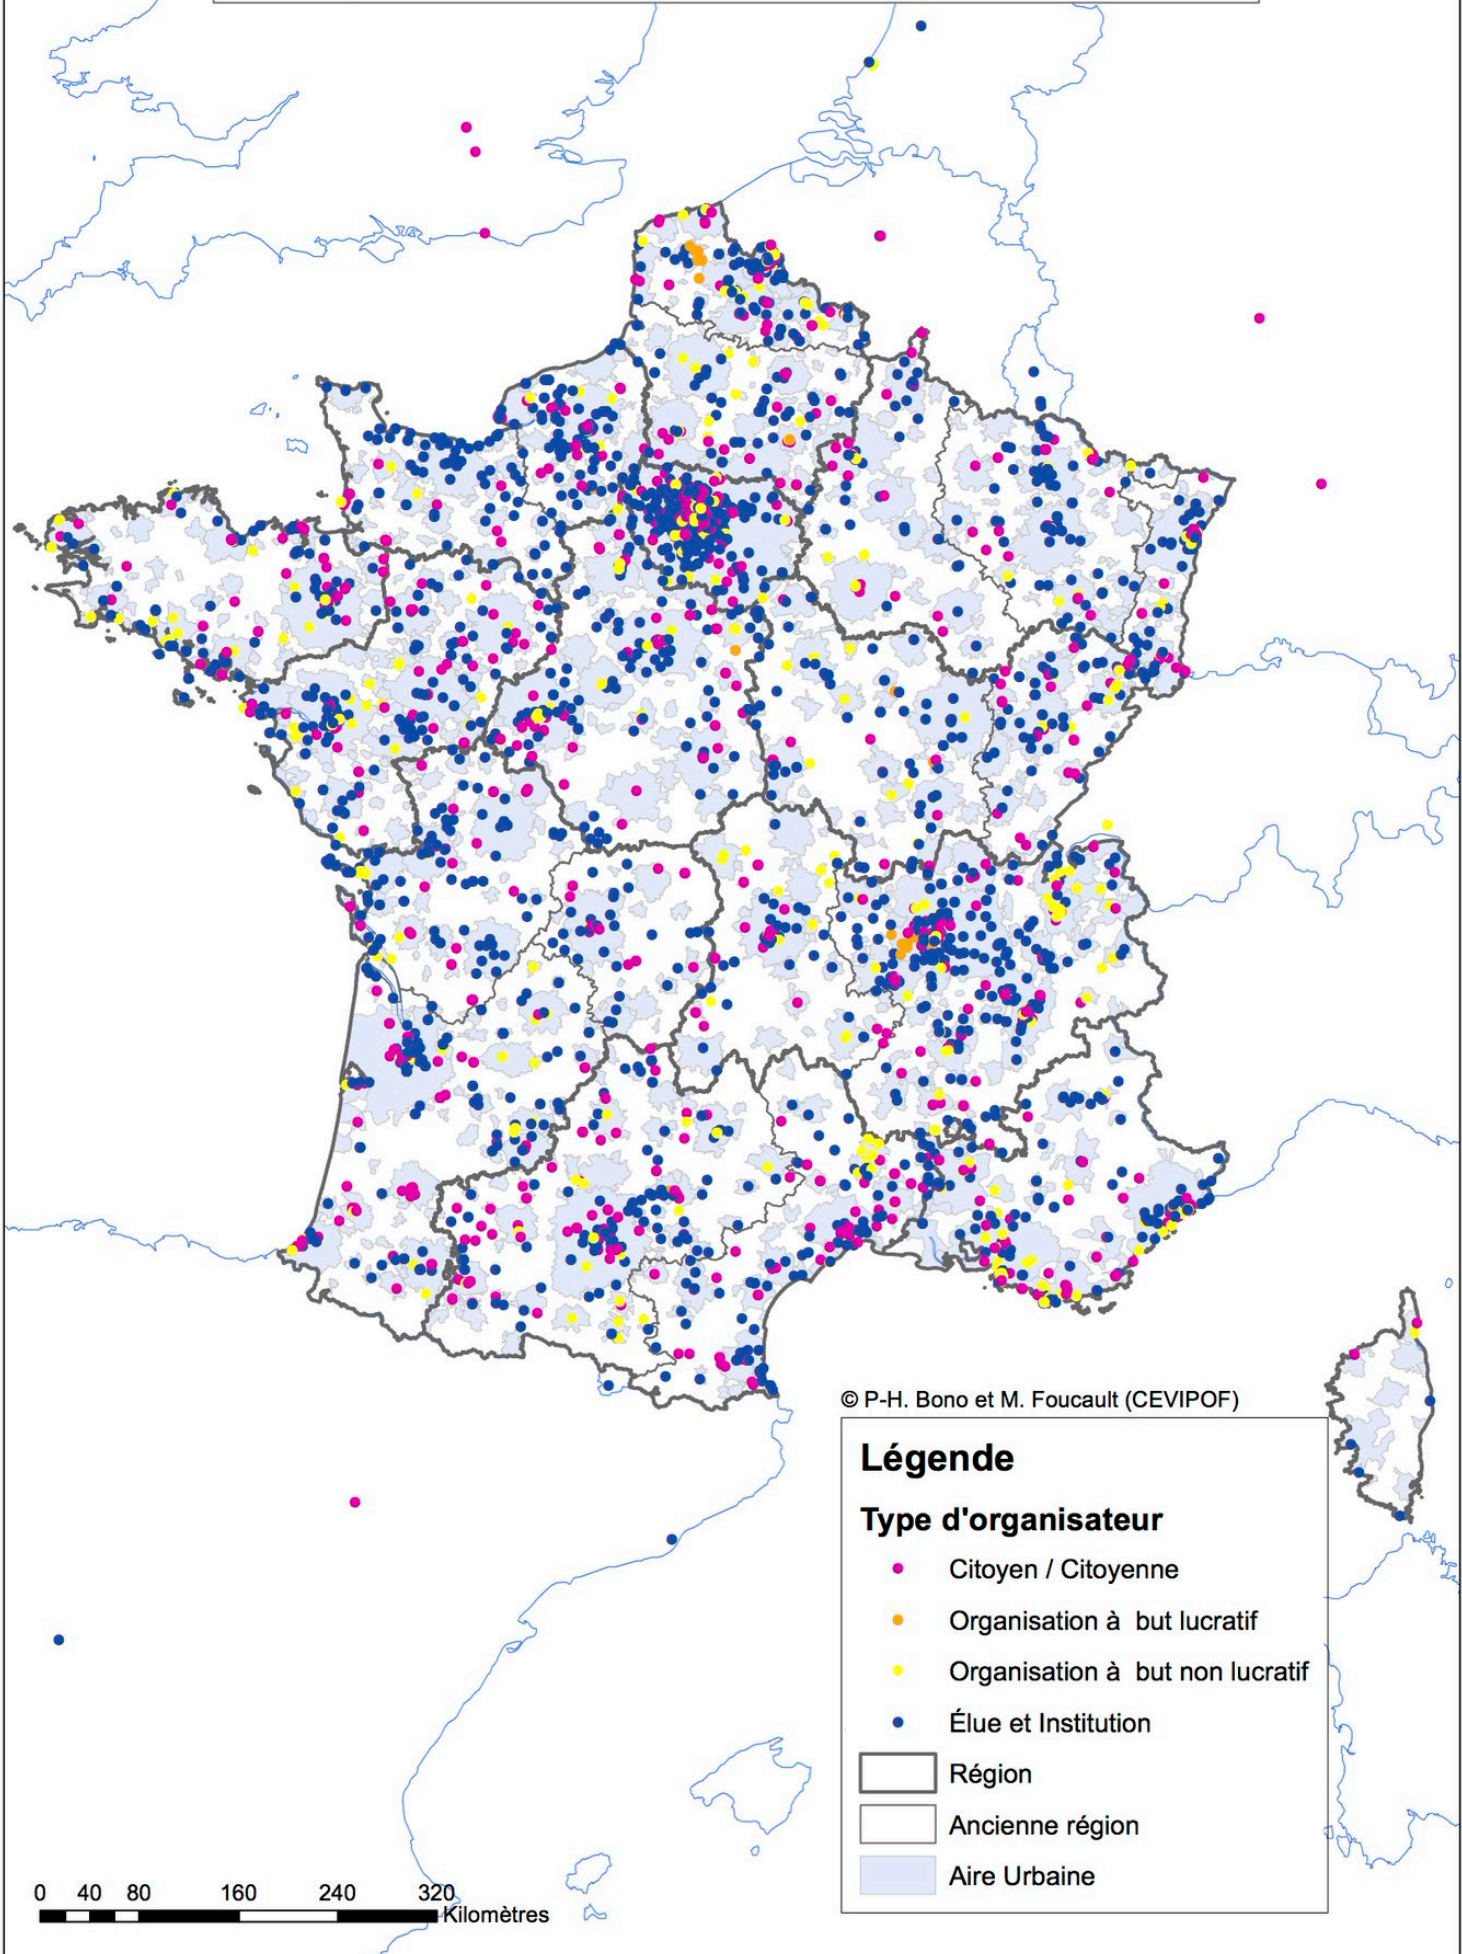 © P-H. Bono et M. Foucault (CEVIPOF)
Légende
Type d'organisateur
Citoyen / Citoyenne
Organisation à  but lucratif
Organisation à  but non lucratif
Élue et Institution
Région
Ancienne région
Aire Urbaine
0 40 80 160 240 320
Kilomètres